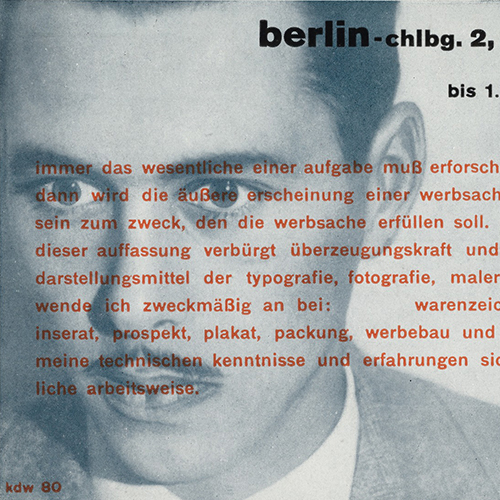 berlin-chlbg. 2,
bis 1.
immer das wesentliche einer aufgabe muß erforsch
dann wird die äußere erscheinung einer werbsach
sein zum zweck, den die werbsache erfüllen soll.
dieser auffassung verbürgt überzeugungskraft und
darstellungsmittel der typografie, fotografie, maler
wende ich zweckmäßig an bei: warenzeic
inserat, prospekt, plakat, packung, werbebau und
meine technischen kenntnisse und erfahrungen sic
liche arbeitsweise.
kdw 80